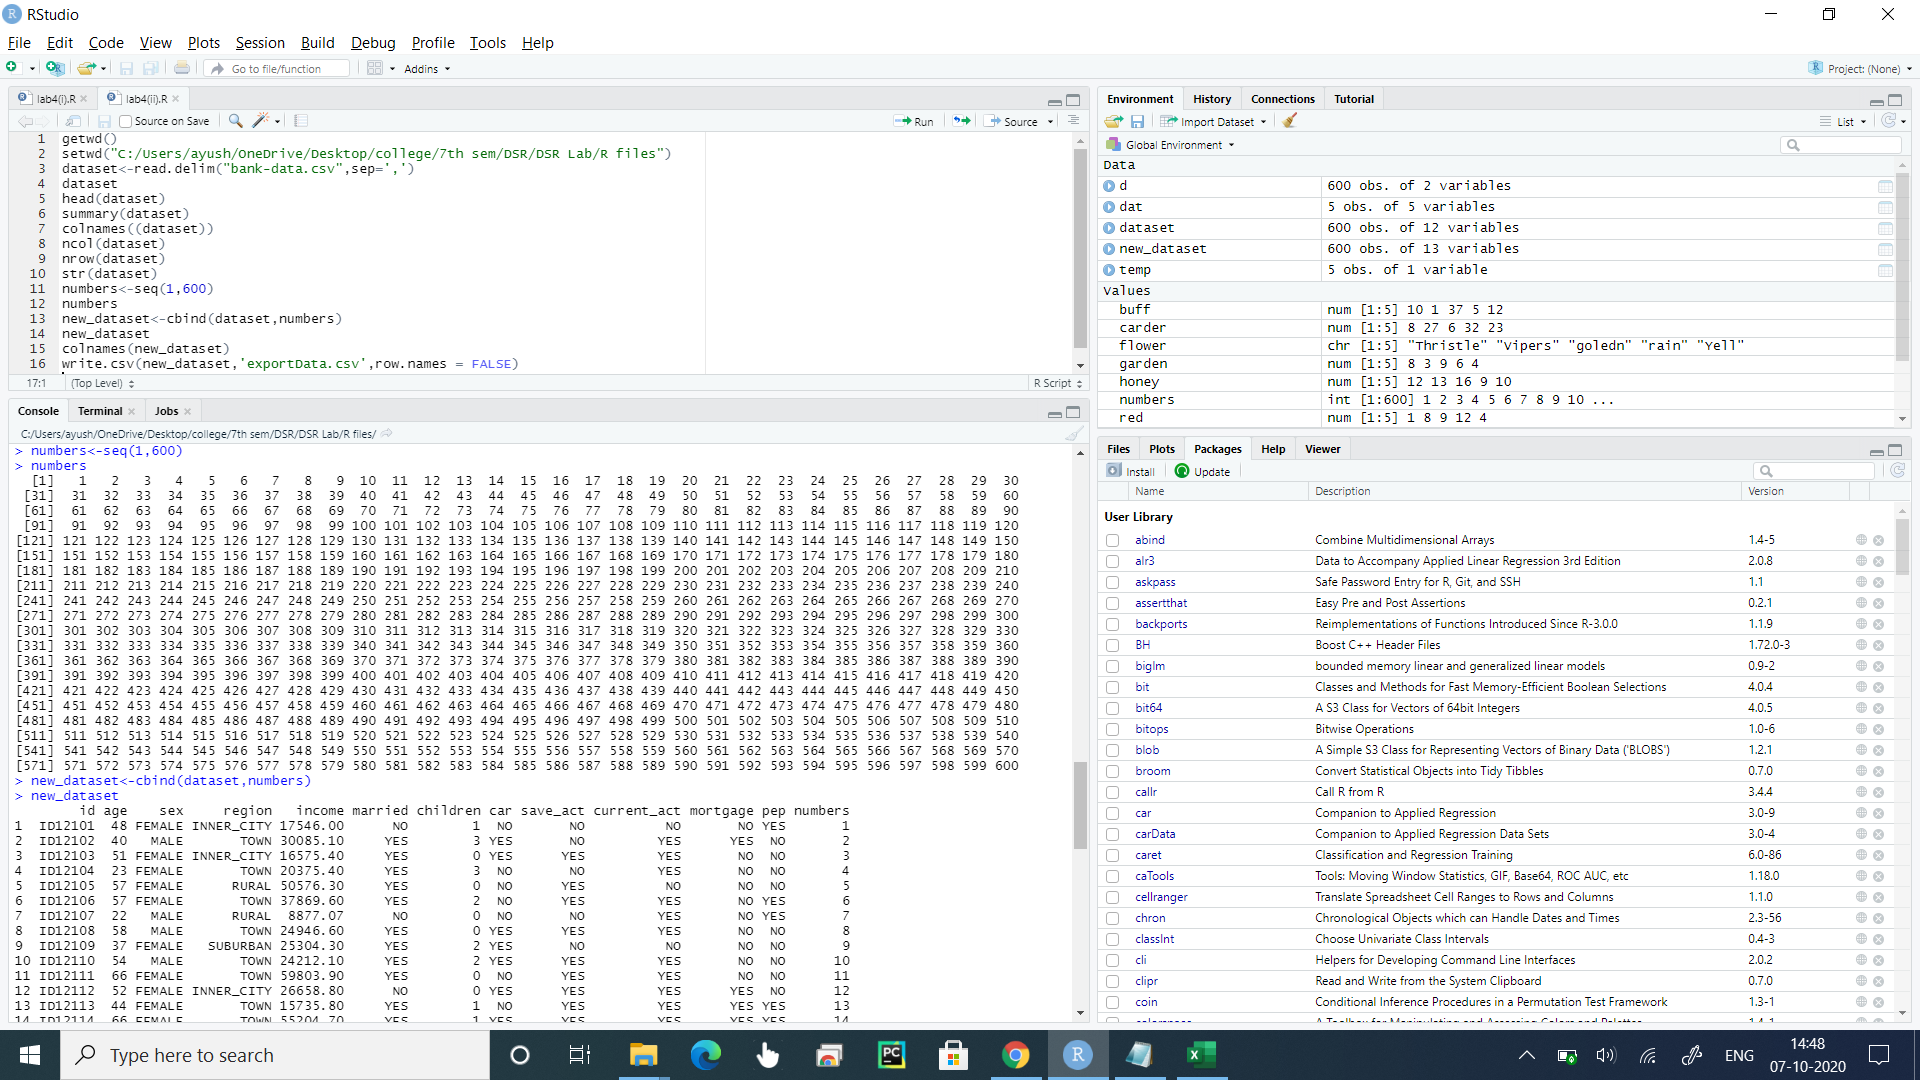 RStudio
File Edit Code View Plots Session Build Debug Profile Tools Help
Go to file/function Addins Project: (None)
lab4(i).R lab4(ii).R
Source on Save Run Source
1 getwd()
2 setwd("C:/Users/ayush/OneDrive/Desktop/college/7th sem/DSR/DSR Lab/R files")
3 dataset<-read.delim("bank-data.csv",sep=',')
4 dataset
5 head(dataset)
6 summary(dataset)
7 colnames((dataset))
8 ncol(dataset)
9 nrow(dataset)
10 str(dataset)
11 numbers<-seq(1,600)
12 numbers
13 new_dataset<-cbind(dataset,numbers)
14 new_dataset
15 colnames(new_dataset)
16 write.csv(new_dataset,'exportData.csv',row.names = FALSE)
17:1 (Top Level) R Script
Console Terminal Jobs
C:/Users/ayush/OneDrive/Desktop/college/7th sem/DSR/DSR Lab/R files/
> numbers<-seq(1,600)
> numbers
[1] 1 2 3 4 5 6 7 8 9 10 11 12 13 14 15 16 17 18 19 20 21 22 23 24 25 26 27 28 29 30
[31] 31 32 33 34 35 36 37 38 39 40 41 42 43 44 45 46 47 48 49 50 51 52 53 54 55 56 57 58 59 60
[61] 61 62 63 64 65 66 67 68 69 70 71 72 73 74 75 76 77 78 79 80 81 82 83 84 85 86 87 88 89 90
[91] 91 92 93 94 95 96 97 98 99 100 101 102 103 104 105 106 107 108 109 110 111 112 113 114 115 116 117 118 119 120
[121] 121 122 123 124 125 126 127 128 129 130 131 132 133 134 135 136 137 138 139 140 141 142 143 144 145 146 147 148 149 150
[151] 151 152 153 154 155 156 157 158 159 160 161 162 163 164 165 166 167 168 169 170 171 172 173 174 175 176 177 178 179 180
[181] 181 182 183 184 185 186 187 188 189 190 191 192 193 194 195 196 197 198 199 200 201 202 203 204 205 206 207 208 209 210
[211] 211 212 213 214 215 216 217 218 219 220 221 222 223 224 225 226 227 228 229 230 231 232 233 234 235 236 237 238 239 240
[241] 241 242 243 244 245 246 247 248 249 250 251 252 253 254 255 256 257 258 259 260 261 262 263 264 265 266 267 268 269 270
[271] 271 272 273 274 275 276 277 278 279 280 281 282 283 284 285 286 287 288 289 290 291 292 293 294 295 296 297 298 299 300
[301] 301 302 303 304 305 306 307 308 309 310 311 312 313 314 315 316 317 318 319 320 321 322 323 324 325 326 327 328 329 330
[331] 331 332 333 334 335 336 337 338 339 340 341 342 343 344 345 346 347 348 349 350 351 352 353 354 355 356 357 358 359 360
[361] 361 362 363 364 365 366 367 368 369 370 371 372 373 374 375 376 377 378 379 380 381 382 383 384 385 386 387 388 389 390
[391] 391 392 393 394 395 396 397 398 399 400 401 402 403 404 405 406 407 408 409 410 411 412 413 414 415 416 417 418 419 420
[421] 421 422 423 424 425 426 427 428 429 430 431 432 433 434 435 436 437 438 439 440 441 442 443 444 445 446 447 448 449 450
[451] 451 452 453 454 455 456 457 458 459 460 461 462 463 464 465 466 467 468 469 470 471 472 473 474 475 476 477 478 479 480
[481] 481 482 483 484 485 486 487 488 489 490 491 492 493 494 495 496 497 498 499 500 501 502 503 504 505 506 507 508 509 510
[511] 511 512 513 514 515 516 517 518 519 520 521 522 523 524 525 526 527 528 529 530 531 532 533 534 535 536 537 538 539 540
[541] 541 542 543 544 545 546 547 548 549 550 551 552 553 554 555 556 557 558 559 560 561 562 563 564 565 566 567 568 569 570
[571] 571 572 573 574 575 576 577 578 579 580 581 582 583 584 585 586 587 588 589 590 591 592 593 594 595 596 597 598 599 600
> new_dataset<-cbind(dataset,numbers)
> new_dataset
id age sex region income married children car save_act current_act mortgage pep numbers
1 ID12101 48 FEMALE INNER_CITY 17546.00 NO 1 NO NO NO NO YES 1
2 ID12102 40 MALE TOWN 30085.10 YES 3 YES NO YES YES NO 2
3 ID12103 51 FEMALE INNER_CITY 16575.40 YES 0 YES YES YES NO NO 3
4 ID12104 23 FEMALE TOWN 20375.40 YES 3 NO NO YES NO NO 4
5 ID12105 57 FEMALE RURAL 50576.30 YES 0 NO YES NO NO NO 5
6 ID12106 57 FEMALE TOWN 37869.60 YES 2 NO YES YES NO YES 6
7 ID12107 22 MALE RURAL 8877.07 NO 0 NO NO YES NO YES 7
8 ID12108 58 MALE TOWN 24946.60 YES 0 YES YES YES NO NO 8
9 ID12109 37 FEMALE SUBURBAN 25304.30 YES 2 YES NO NO NO NO 9
10 ID12110 54 MALE TOWN 24212.10 YES 2 YES YES YES NO NO 10
11 ID12111 66 FEMALE TOWN 59803.90 YES 0 NO YES YES NO NO 11
12 ID12112 52 FEMALE INNER_CITY 26658.80 NO 0 YES YES YES YES NO 12
13 ID12113 44 FEMALE TOWN 15735.80 YES 1 NO YES YES YES YES 13
14 ID12114 66 FEMALE TOWN 55204.70 YES 1 YES YES YES YES YES 14
Environment History Connections Tutorial
Import Dataset List
Global Environment
Data
d 600 obs. of 2 variables
dat 5 obs. of 5 variables
dataset 600 obs. of 12 variables
new_dataset 600 obs. of 13 variables
temp 5 obs. of 1 variable
Values
buff num [1:5] 10 1 37 5 12
carder num [1:5] 8 27 6 32 23
flower chr [1:5] "Thristle" "Vipers" "goledn" "rain" "Yell"
garden num [1:5] 8 3 9 6 4
honey num [1:5] 12 13 16 9 10
numbers int [1:600] 1 2 3 4 5 6 7 8 9 10 ...
red num [1:5] 1 8 9 12 4
Files Plots Packages Help Viewer
Install Update
Name Description Version
User Library
abind Combine Multidimensional Arrays 1.4-5
alr3 Data to Accompany Applied Linear Regression 3rd Edition 2.0.8
askpass Safe Password Entry for R, Git, and SSH 1.1
assertthat Easy Pre and Post Assertions 0.2.1
backports Reimplementations of Functions Introduced Since R-3.0.0 1.1.9
BH Boost C++ Header Files 1.72.0-3
biglm bounded memory linear and generalized linear models 0.9-2
bit Classes and Methods for Fast Memory-Efficient Boolean Selections 4.0.4
bit64 A S3 Class for Vectors of 64bit Integers 4.0.5
bitops Bitwise Operations 1.0-6
blob A Simple S3 Class for Representing Vectors of Binary Data ('BLOBS') 1.2.1
broom Convert Statistical Objects into Tidy Tibbles 0.7.0
callr Call R from R 3.4.4
car Companion to Applied Regression 3.0-9
carData Companion to Applied Regression Data Sets 3.0-4
caret Classification and Regression Training 6.0-86
caTools Tools: Moving Window Statistics, GIF, Base64, ROC AUC, etc 1.18.0
cellranger Translate Spreadsheet Cell Ranges to Rows and Columns 1.1.0
chron Chronological Objects which can Handle Dates and Times 2.3-56
classInt Choose Univariate Class Intervals 0.4-3
cli Helpers for Developing Command Line Interfaces 2.0.2
clipr Read and Write from the System Clipboard 0.7.0
coin Conditional Inference Procedures in a Permutation Test Framework 1.3-1
colorspace A Toolbox for Manipulating and Assessing Colors and Palettes 1.4-1
Type here to search
ENG
14:48
07-10-2020